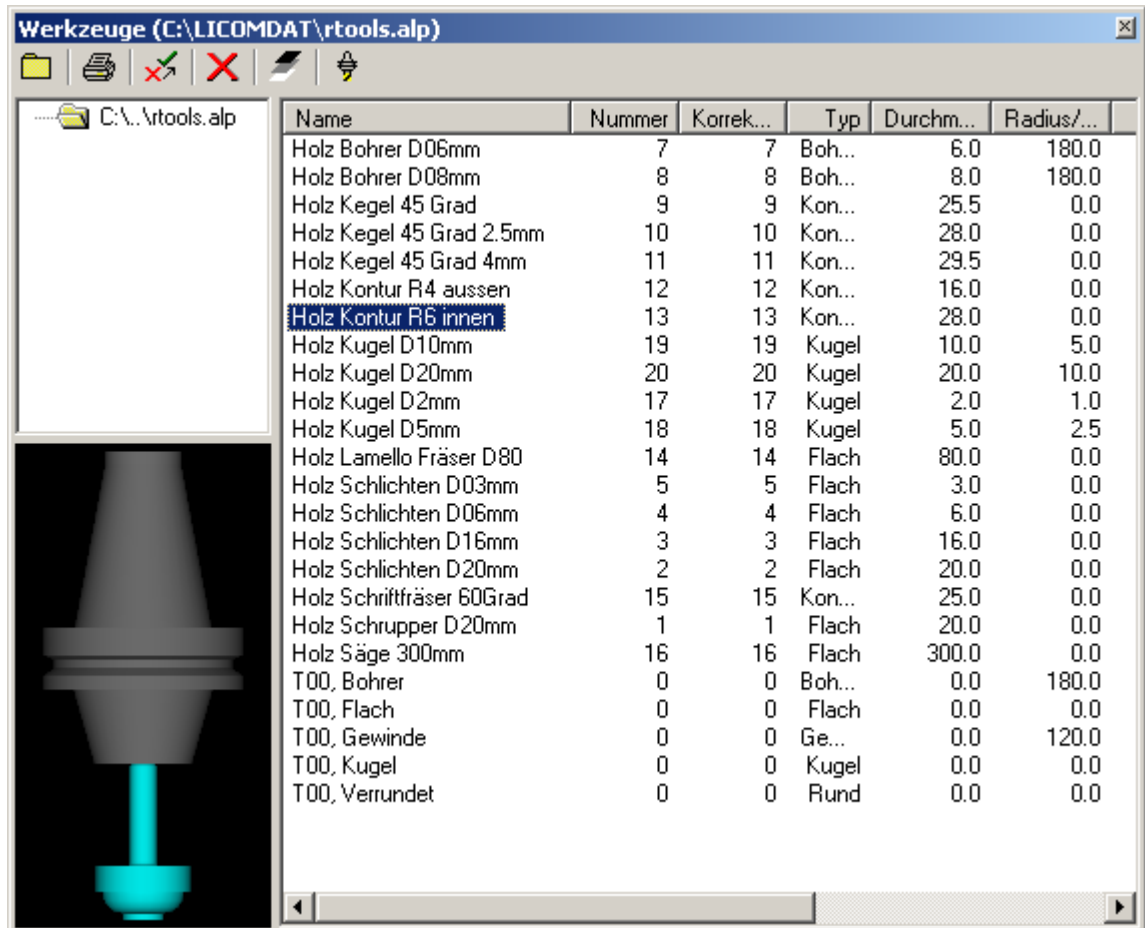 Werkzeuge (C:\LICOMDAT\rtools.alp)
C:\..\rtools.alp
Name Nummer Korrek... Typ Durchm... Radius/...
Holz Bohrer D06mm 7 7 Boh... 6.0 180.0
Holz Bohrer D08mm 8 8 Boh... 8.0 180.0
Holz Kegel 45 Grad 9 9 Kon... 25.5 0.0
Holz Kegel 45 Grad 2.5mm 10 10 Kon... 28.0 0.0
Holz Kegel 45 Grad 4mm 11 11 Kon... 29.5 0.0
Holz Kontur R4 aussen 12 12 Kon... 16.0 0.0
Holz Kontur R6 innen 13 13 Kon... 28.0 0.0
Holz Kugel D10mm 19 19 Kugel 10.0 5.0
Holz Kugel D20mm 20 20 Kugel 20.0 10.0
Holz Kugel D2mm 17 17 Kugel 2.0 1.0
Holz Kugel D5mm 18 18 Kugel 5.0 2.5
Holz Lamello Fräser D80 14 14 Flach 80.0 0.0
Holz Schlichten D03mm 5 5 Flach 3.0 0.0
Holz Schlichten D06mm 4 4 Flach 6.0 0.0
Holz Schlichten D16mm 3 3 Flach 16.0 0.0
Holz Schlichten D20mm 2 2 Flach 20.0 0.0
Holz Schriftfräser 60Grad 15 15 Kon... 25.0 0.0
Holz Schrupper D20mm 1 1 Flach 20.0 0.0
Holz Säge 300mm 16 16 Flach 300.0 0.0
T00, Bohrer 0 0 Boh... 0.0 180.0
T00, Flach 0 0 Flach 0.0 0.0
T00, Gewinde 0 0 Ge... 0.0 120.0
T00, Kugel 0 0 Kugel 0.0 0.0
T00, Verrundet 0 0 Rund 0.0 0.0